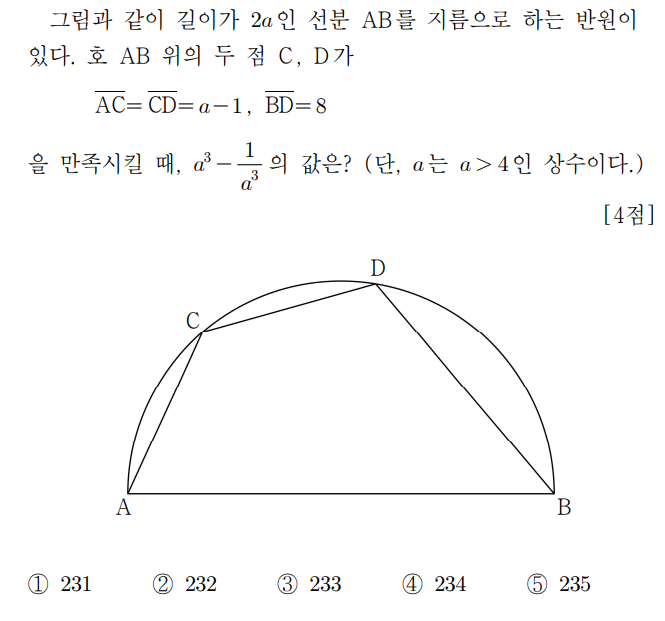 그림과 같이 길이가 2a인 선분 AB를 지름으로 하는 반원이
있다. 호 AB 위의 두 점 C, D가
$\overline{AC}=\overline{CD}=a-1$, $\overline{BD}=8$
을 만족시킬 때, $a^3-\frac{1}{a^3}$의 값은? (단, a는 a>4인 상수이다.)
[4점]
D
C
A
B
① 231 ② 232 ③ 233 ④ 234 ⑤ 235